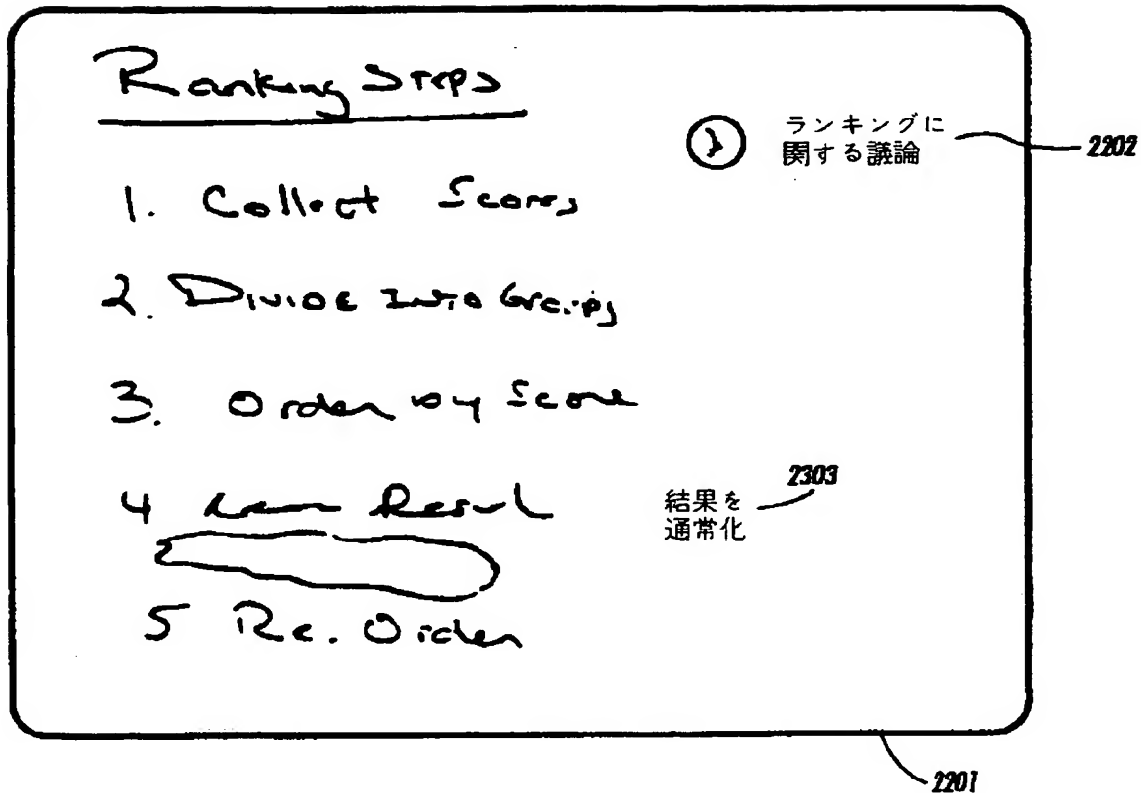 Ranking Steps
ランキングに
関する議論
2202
1. Collect Scores
2. Divide Into Groups
3. Order by Score
2303
4 Result
結果を
通常化
5 Re. Order
2201